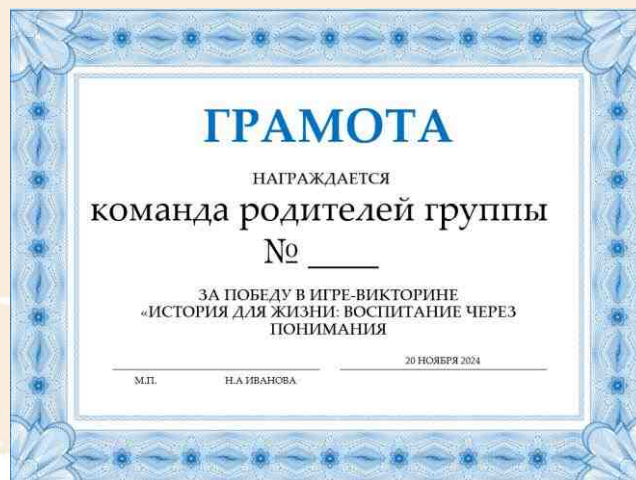 ГРАМОТА
НАГРАЖДАЕТСЯ
команда родителей группы
№ ____
ЗА ПОБЕДУ В ИГРЕ-ВИКТОРИНЕ
«ИСТОРИЯ ДЛЯ ЖИЗНИ: ВОСПИТАНИЕ ЧЕРЕЗ
ПОНИМАНИЯ
20 НОЯБРЯ 2024
М.П. Н.А ИВАНОВА